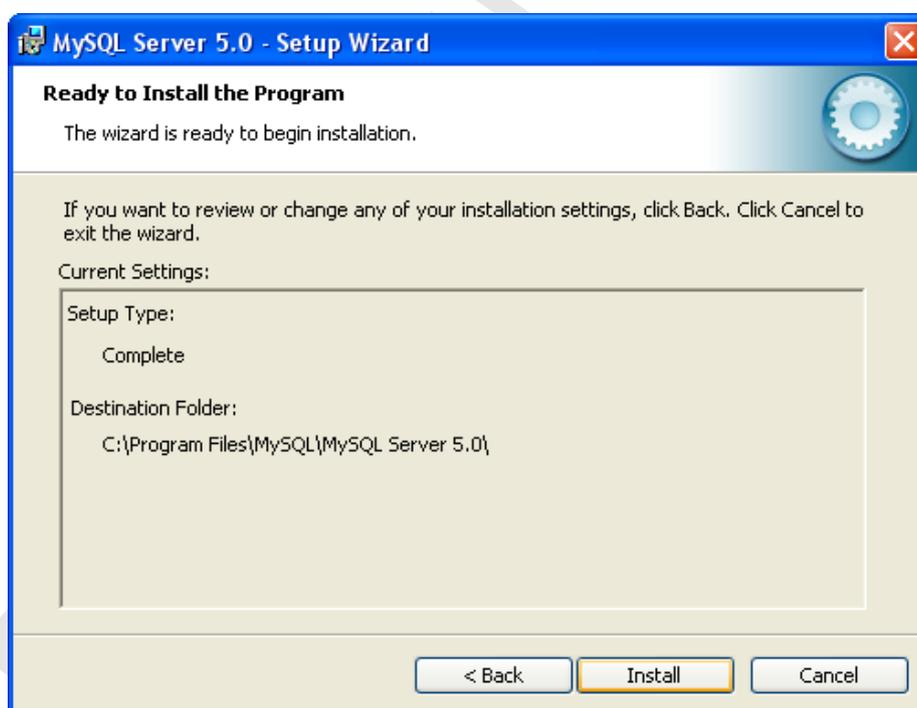 MySQL Server 5.0 - Setup Wizard
Ready to Install the Program
The wizard is ready to begin installation.
If you want to review or change any of your installation settings, click Back. Click Cancel to
exit the wizard.
Current Settings:
Setup Type:
Complete
Destination Folder:
C:\Program Files\MySQL\MySQL Server 5.0\
< Back Install Cancel